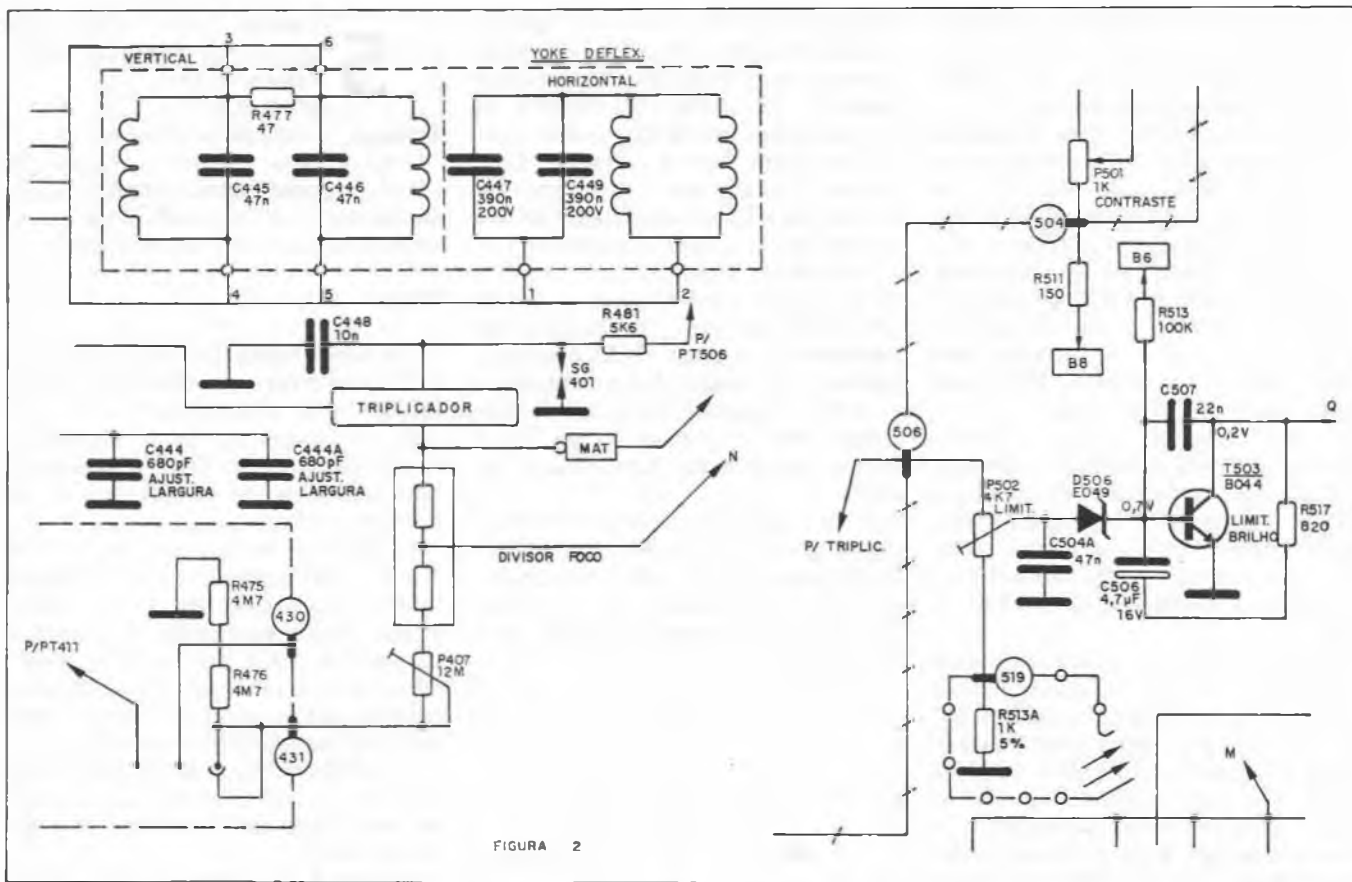 3
6
VERTICAL
YOKE DEFLEX.
HORIZONTAL
R477
47
C445
47n
C446
47n
C447
390n
200V
C449
390n
200V
4
5
1
2
C448
10n
R481
5K6
P/
PT506
SG
401
TRIPLICADOR
MAT
N
C444
680pF
AJUST.
LARGURA
C444A
680pF
AJUST.
LARGURA
DIVISOR FOCO
R475
4M7
430
P/PT411
R476
4M7
P407
12M
431
FIGURA 2
P501
1K
CONTRASTE
504
R511
150
B6
B8
R513
100K
C507
22n
Q
0,2V
506
P502
4K7
LIMIT.
D506
E049
0,7V
T503
B044
LIMIT.
BRILHO
R517
820
P/ TRIPLIC.
C504A
47n
C506
4,7µF
16V
519
R513A
1K
5%
M